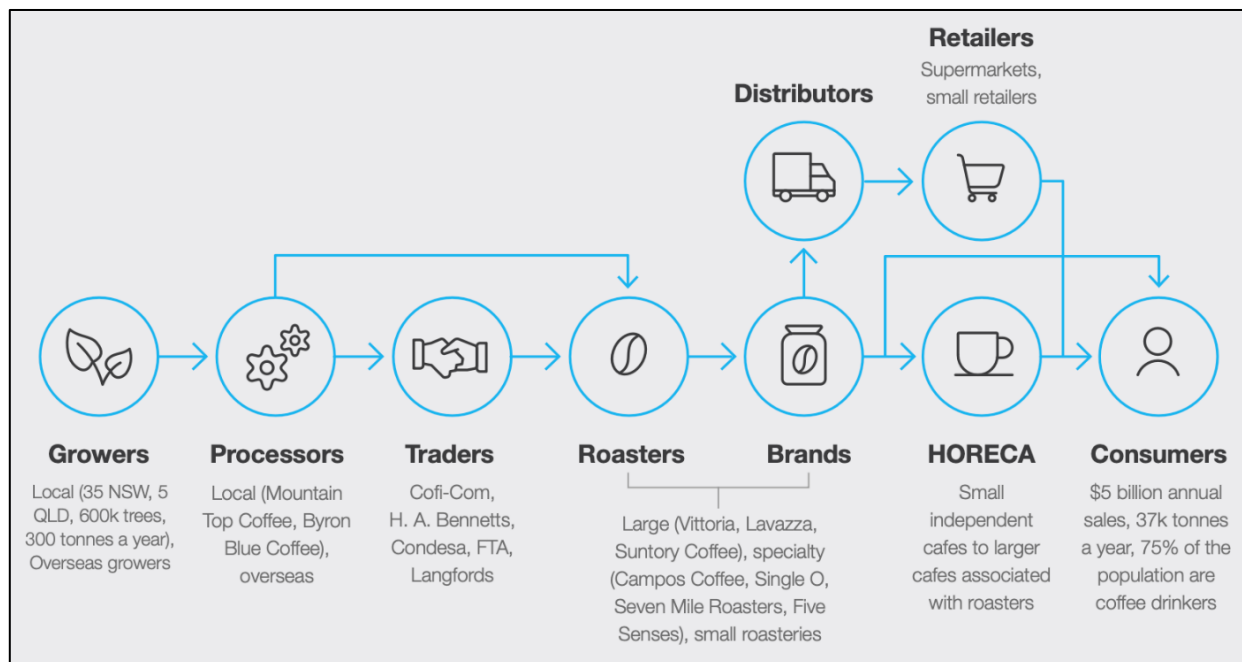 Retailers
Supermarkets,
small retailers
Distributors
Growers
Local (35 NSW, 5
QLD, 600k trees,
300 tonnes a year),
Overseas growers
Processors
Local (Mountain
Top Coffee, Byron
Blue Coffee),
overseas
Traders
Cofi-Com,
H. A. Bennetts,
Condesa, FTA,
Langfords
Roasters
Brands
Large (Vittoria, Lavazza,
Suntory Coffee), specialty
(Campos Coffee, Single O,
Seven Mile Roasters, Five
Senses), small roasteries
HORECA
Small
independent
cafes to larger
cafes associated
with roasters
Consumers
$5 billion annual
sales, 37k tonnes
a year, 75% of the
population are
coffee drinkers